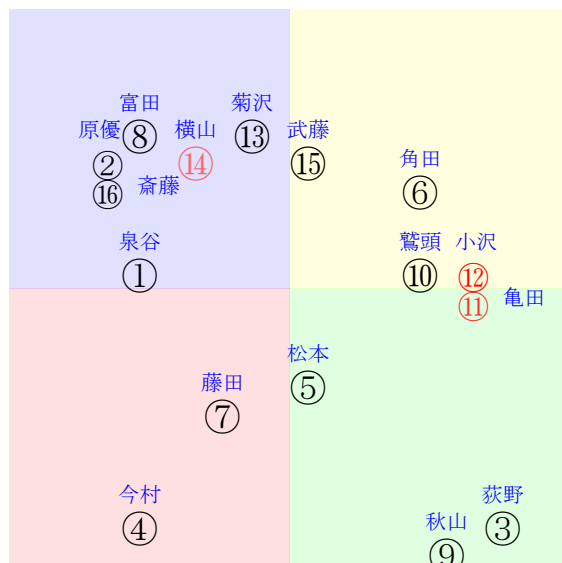 富田 菊沢
原優 横山 武藤
⑧ ⑬
角田
② ⑭ ⑮
斎藤
⑯ ⑥
泉谷 鷲頭 小沢
① ⑩ ⑫
亀田
⑪
松本
藤田 ⑤
⑦
今村 荻野
秋山
④ ③
⑨